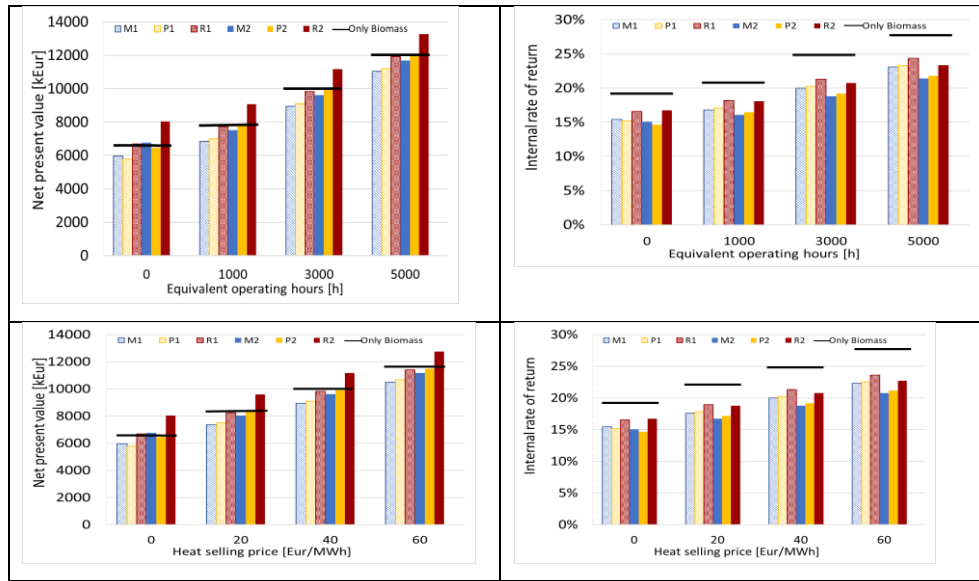 14000
12000
10000
8000
6000
4000
2000
0
Net present value [kEur]
M1 P1 R1 M2 P2 R2 Only Biomass
0 1000 3000 5000
Equivalent operating hours [h]
30%
25%
20%
15%
10%
5%
0%
Internal rate of return
M1 P1 R1 M2 P2 R2 Only Biomass
0 1000 3000 5000
Equivalent operating hours [h]
14000
12000
10000
8000
6000
4000
2000
0
Net present value [kEur]
M1 P1 R1 M2 P2 R2 Only Biomass
0 20 40 60
Heat selling price [Eur/MWh]
30%
25%
20%
15%
10%
5%
0%
Internal rate of return
M1 P1 R1 M2 P2 R2 Only Biomass
0 20 40 60
Heat selling price [Eur/MWh]